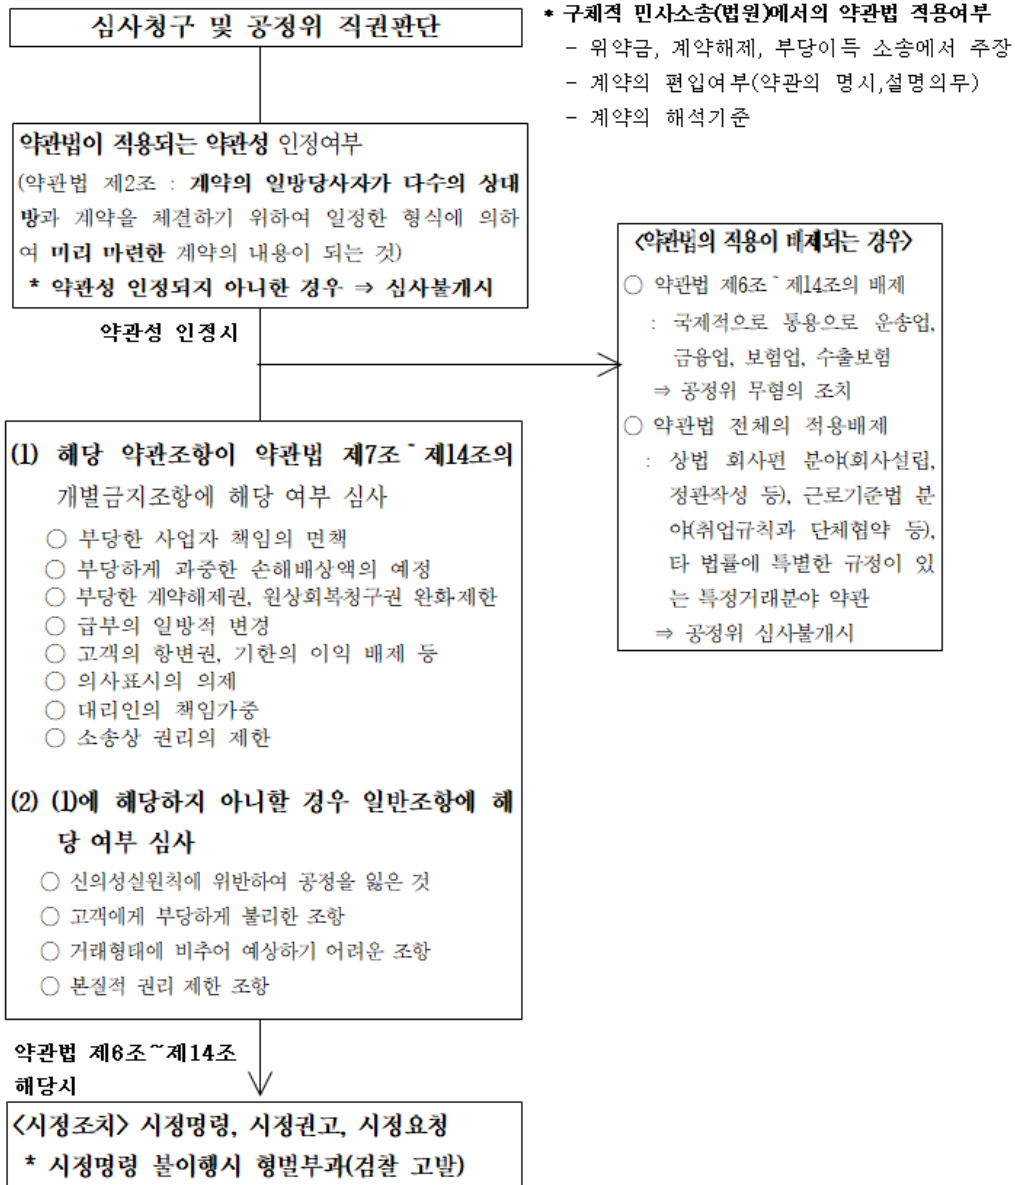 심사청구 및 공정위 직권판단
* 구체적 민사소송(법원)에서의 약관법 적용여부
- 위약금, 계약해제, 부당이득 소송에서 주장
- 계약의 편입여부(약관의 명시,설명의무)
- 계약의 해석기준
약관법이 적용되는 약관성 인정여부
(약관법 제2조 : 계약의 일방당사자가 다수의 상대
방과 계약을 체결하기 위하여 일정한 형식에 의하
여 미리 마련한 계약의 내용이 되는 것)
* 약관성 인정되지 아니한 경우 ⇒ 심사불개시
약관성 인정시
<약관법의 적용이 배제되는 경우>
○ 약관법 제6조~제14조의 배제
: 국제적으로 통용으로 운송업,
금융업, 보험업, 수출보험
⇒ 공정위 무혐의 조치
○ 약관법 전체의 적용배제
: 상법 회사편 분야(회사설립,
정관작성 등), 근로기준법 분
야(취업규칙과 단체협약 등),
타 법률에 특별한 규정이 있
는 특정거래분야 약관
⇒ 공정위 심사불개시
(1) 해당 약관조항이 약관법 제7조~제14조의
개별금지조항에 해당 여부 심사
○ 부당한 사업자 책임의 면책
○ 부당하게 과중한 손해배상액의 예정
○ 부당한 계약해제권, 원상회복청구권 완화제한
○ 급부의 일방적 변경
○ 고객의 항변권, 기한의 이익 배제 등
○ 의사표시의 의제
○ 대리인의 책임가중
○ 소송상 권리의 제한
(2) (1)에 해당하지 아니할 경우 일반조항에 해
당 여부 심사
○ 신의성실원칙에 위반하여 공정을 잃은 것
○ 고객에게 부당하게 불리한 조항
○ 거래형태에 비추어 예상하기 어려운 조항
○ 본질적 권리 제한 조항
약관법 제6조~제14조
해당시
<시정조치> 시정명령, 시정권고, 시정요청
* 시정명령 불이행시 형벌부과(검찰 고발)